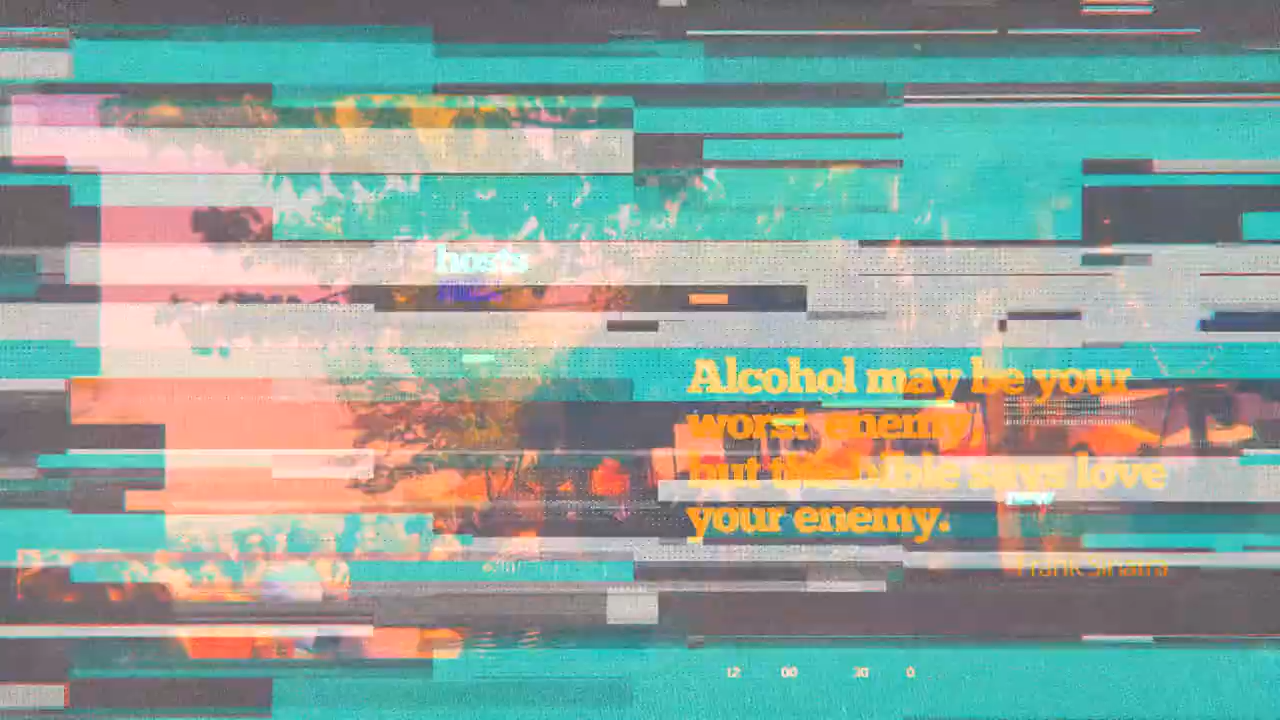 hosts
Alcohol may be your
worst enemy
but the bible says love
your enemy.
new
Frank Sinatra
12 00 30 0